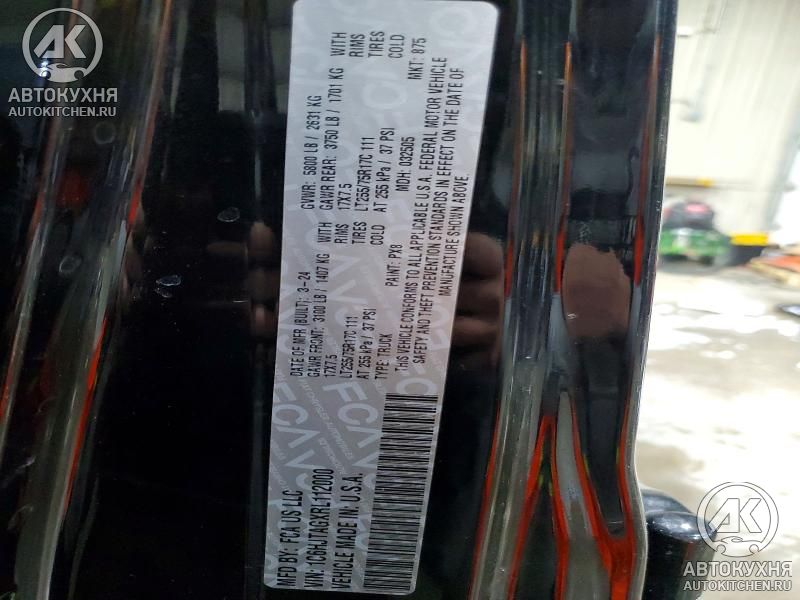 АВТОКУХНЯ
AUTOKITCHEN.RU
MFD BY: FCA US LLC
DATE OF MFR (BUILT): 3-24
GVWR: 5800 LB / 2631 KG
GAWR FRONT: 3100 LB / 1407 KG WITH
GAWR REAR: 3750 LB / 1701 KG WITH
17X7.5 RIMS
17X7.5 RIMS
LT255/75R17C 111 TIRES
LT255/75R17C 111 TIRES
AT 255 kPa / 37 PSI COLD
AT 255 kPa / 37 PSI COLD
VIN: 1C6HJTAGXRL112000
TYPE: TRUCK
PAINT: PX8
MDH: 032505
MKT: 875
VEHICLE MADE IN: U.S.A.
THIS VEHICLE CONFORMS TO ALL APPLICABLE U.S.A. FEDERAL MOTOR VEHICLE
SAFETY AND THEFT PREVENTION STANDARDS IN EFFECT ON THE DATE OF
MANUFACTURE SHOWN ABOVE.
АВТОКУХНЯ
AUTOKITCHEN.RU